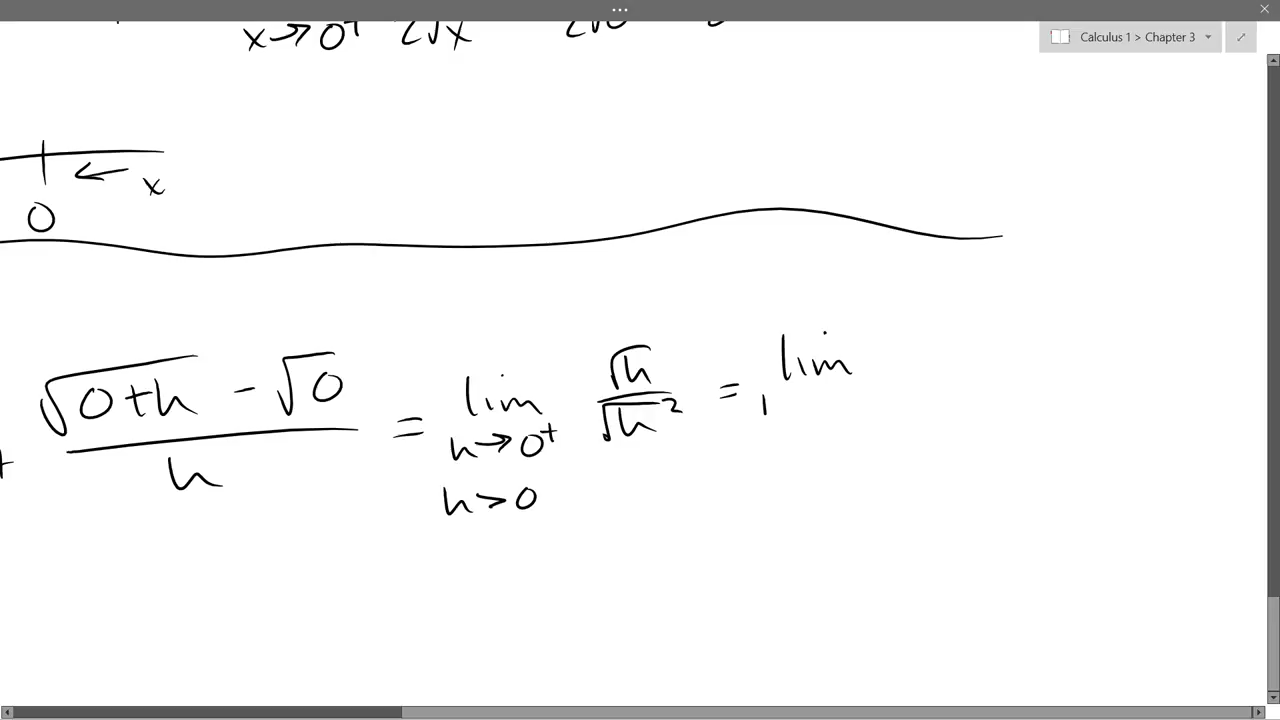 x→0⁺ 2√x
Calculus 1 > Chapter 3
← x
0
√(0+h) - √0 / h = lim h→0⁺ √h / √h² = lim
h>0